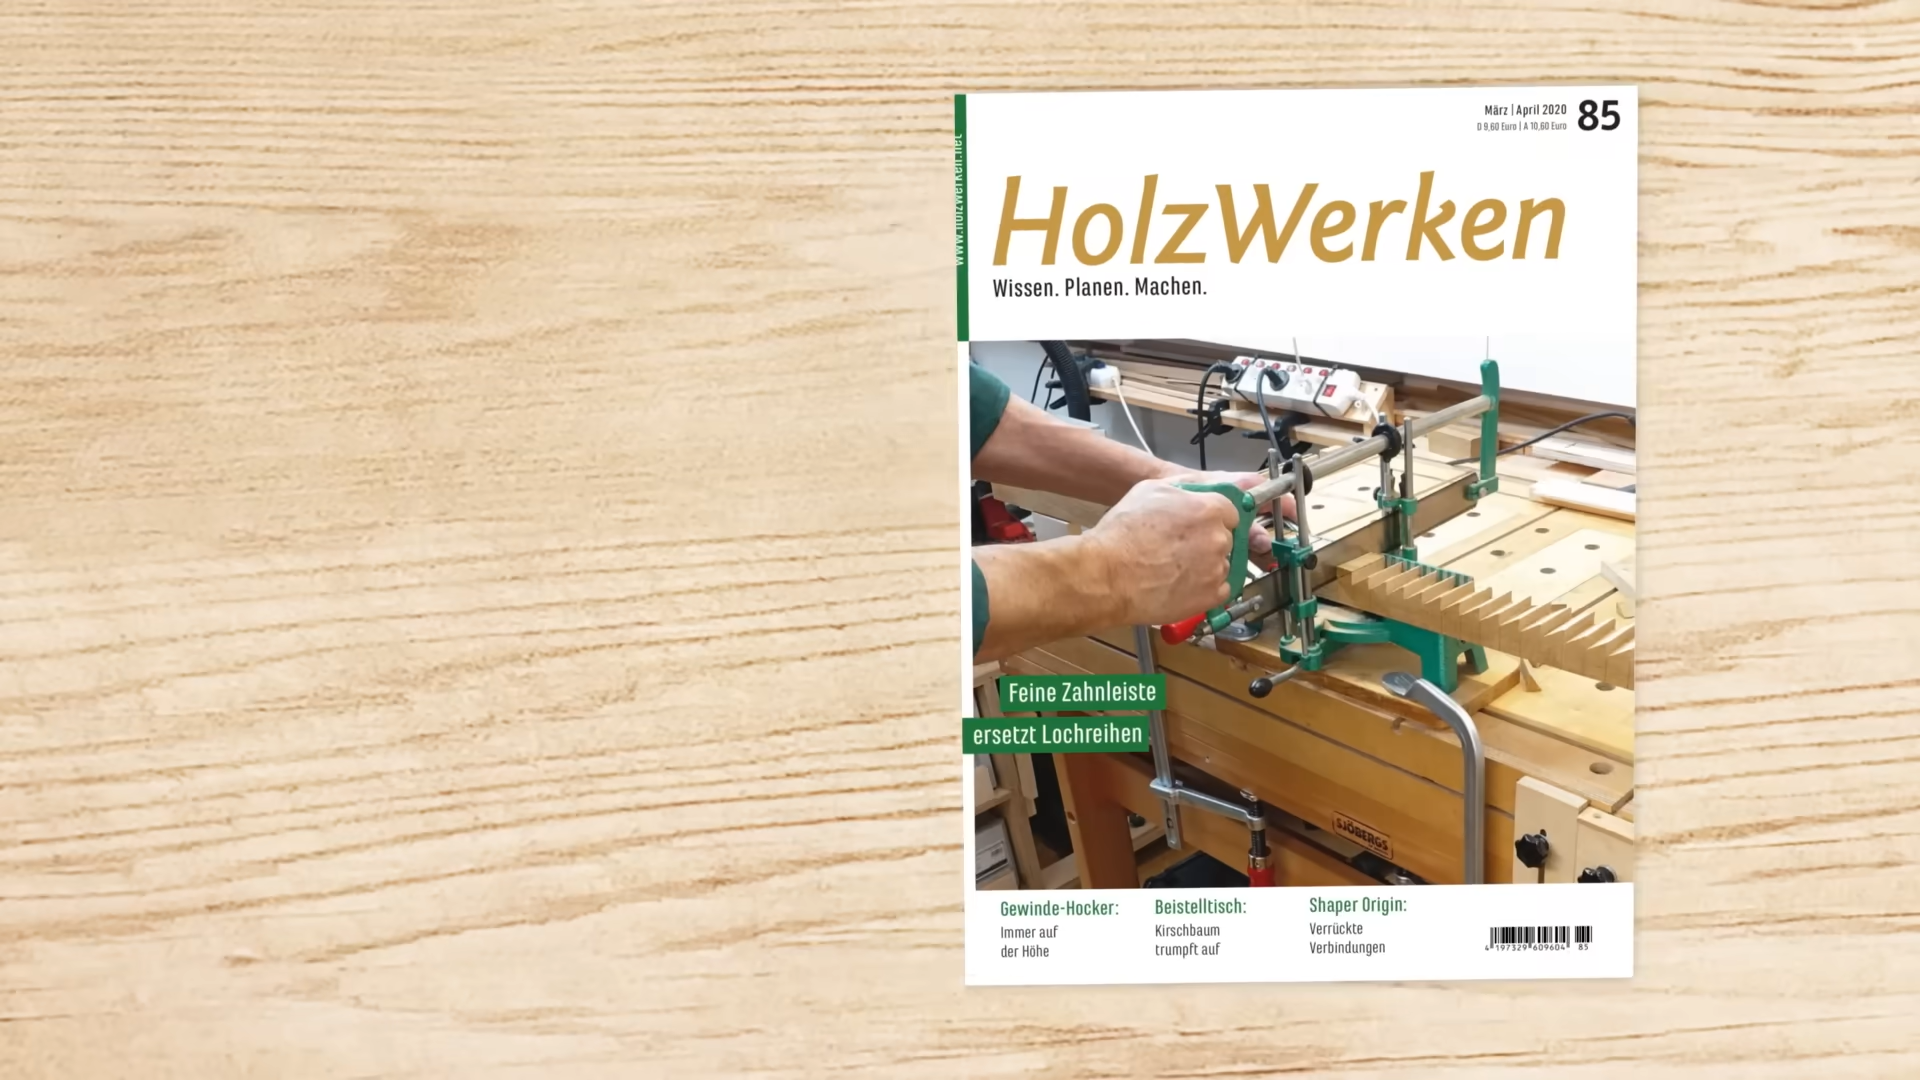 März | April 2020 85
D 9,60 Euro | A 10,60 Euro
www.holzwerken.net
HolzWerken
Wissen. Planen. Machen.
Feine Zahnleiste
ersetzt Lochreihen
SJÖBERGS
Gewinde-Hocker:
Immer auf
der Höhe
Beistelltisch:
Kirschbaum
trumpft auf
Shaper Origin:
Verrückte
Verbindungen
4 197329 609604 85